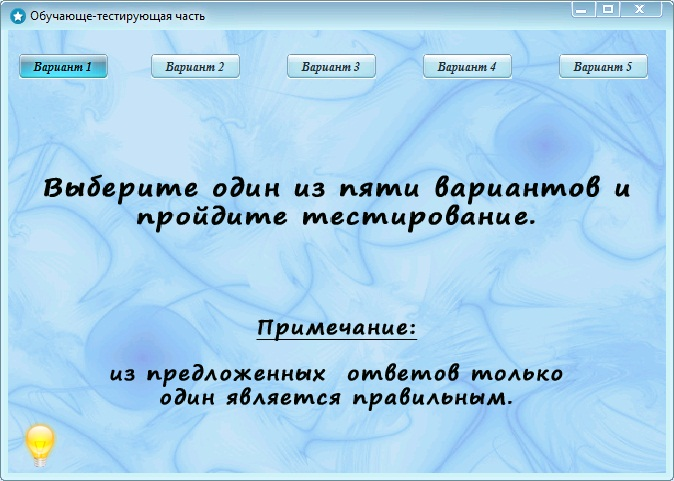 Обучающе-тестирующая часть
Вариант 1 Вариант 2 Вариант 3 Вариант 4 Вариант 5
Выберите один из пяти вариантов и
пройдите тестирование.
Примечание:
из предложенных ответов только
один является правильным.